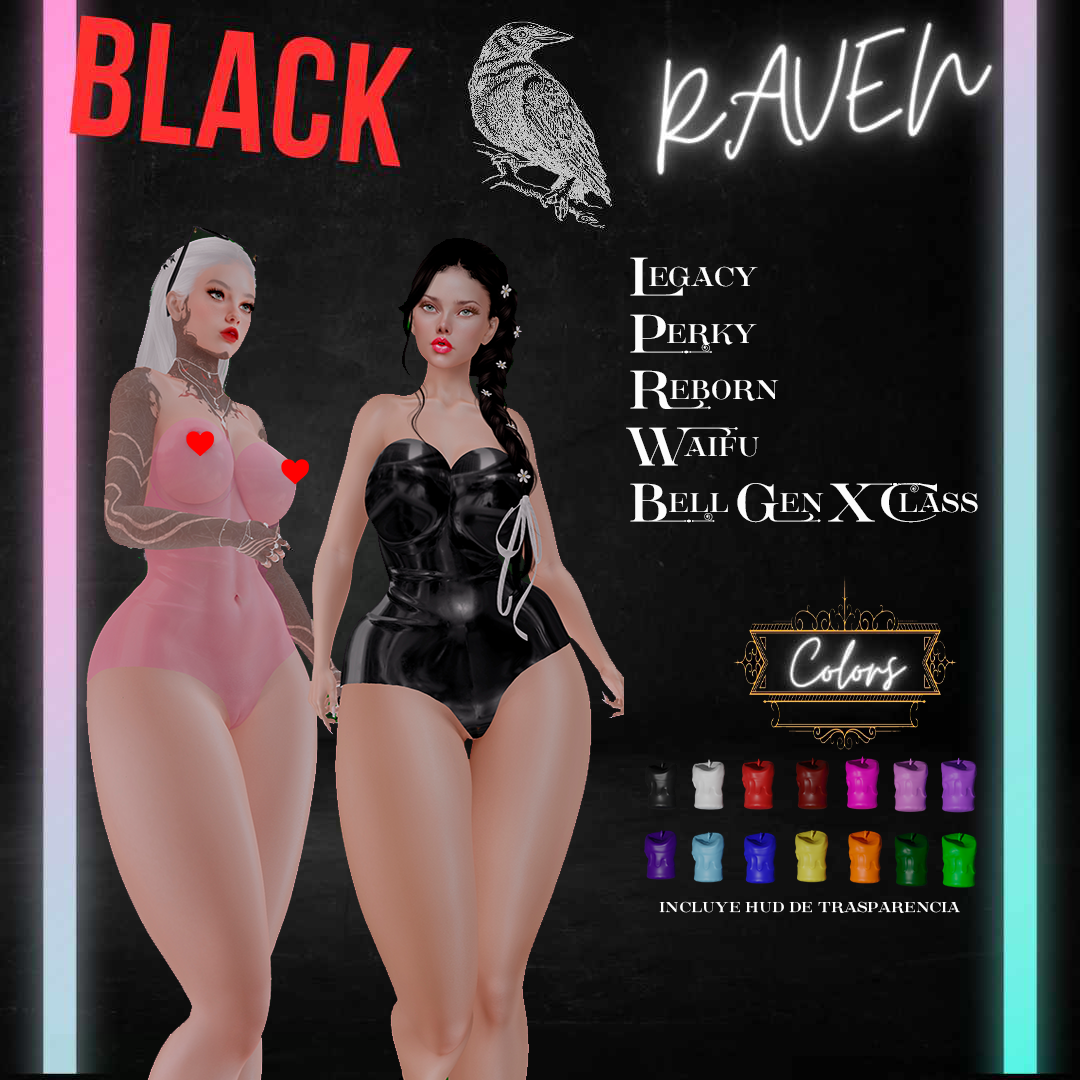 BLACK
RAVEN
LEGACY
PERKY
REBORN
WAIFU
BELL GEN X CLASS
Colors
INCLUYE HUD DE TRASPARENCIA